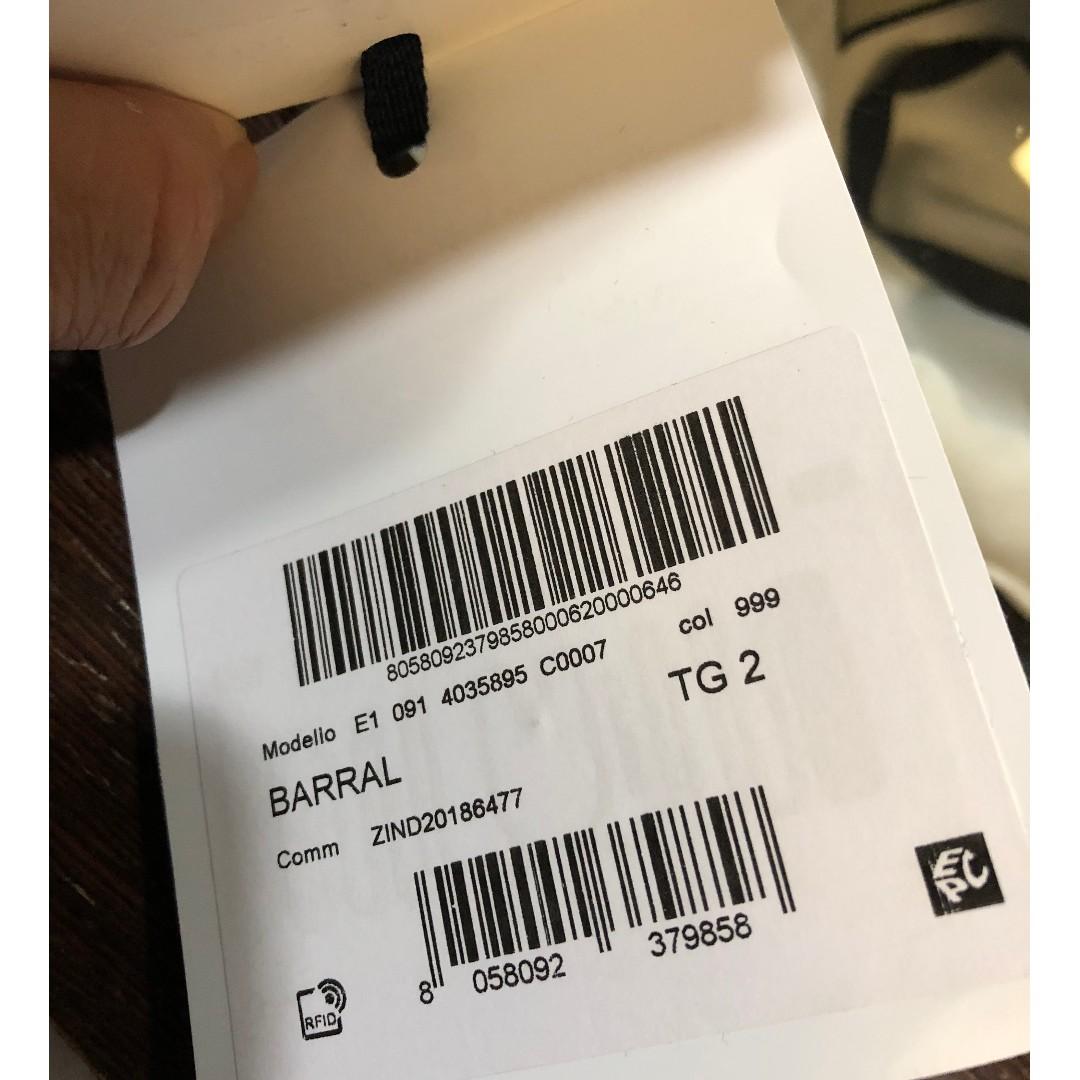 8058092379858000620000646
Modello E1 091 4035895 C0007 col 999
BARRAL TG 2
Comm ZIND20186477
8 058092 379858
RFID
EPC